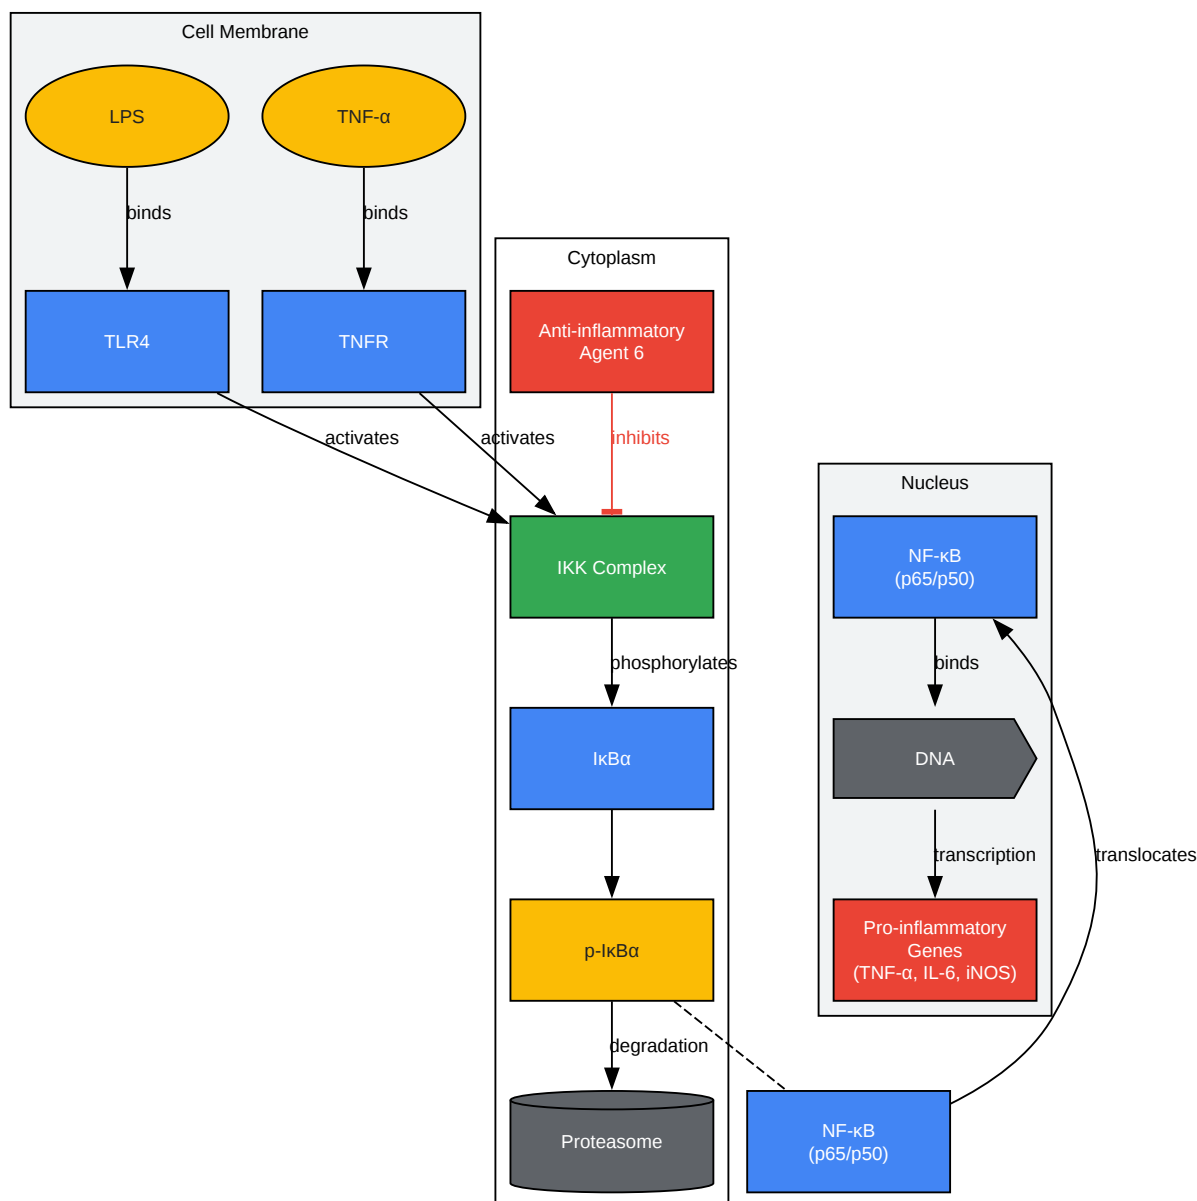 Cell Membrane
LPS
TNF-α
binds
binds
TLR4
TNFR
activates
activates
Cytoplasm
Anti-inflammatory
Agent 6
inhibits
IKK Complex
phosphorylates
IκBα
p-IκBα
degradation
Proteasome
NF-κB
(p65/p50)
translocates
Nucleus
NF-κB
(p65/p50)
binds
DNA
transcription
Pro-inflammatory
Genes
(TNF-α, IL-6, iNOS)